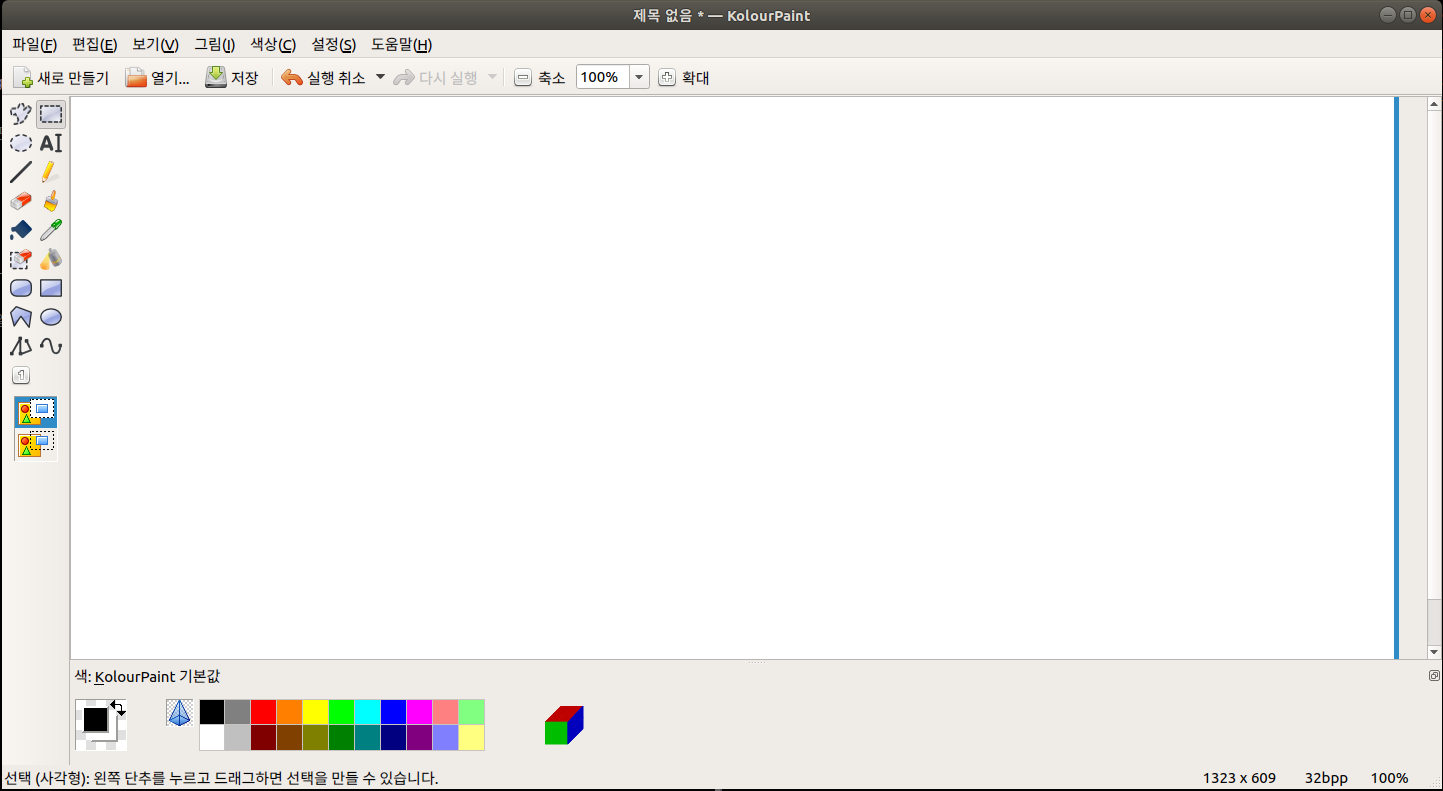 제목 없음 * — KolourPaint
파일(F) 편집(E) 보기(V) 그림(I) 색상(C) 설정(S) 도움말(H)
새로 만들기 열기... 저장 실행 취소 다시 실행 축소 100% 확대
AI
1
색: KolourPaint 기본값
선택 (사각형): 왼쪽 단추를 누르고 드래그하면 선택을 만들 수 있습니다. 1323 x 609 32bpp 100%